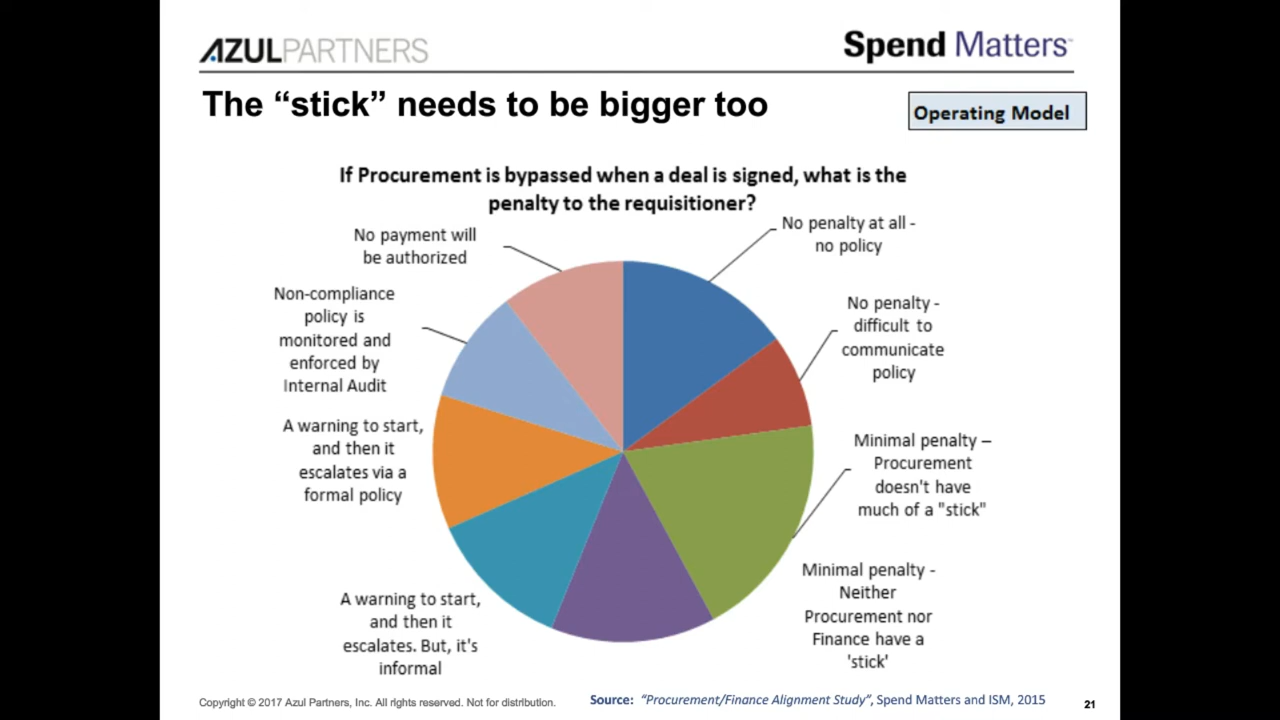 AZULPARTNERS
Spend Matters™
The “stick” needs to be bigger too
Operating Model
If Procurement is bypassed when a deal is signed, what is the
penalty to the requisitioner?
No penalty at all -
no policy
No penalty -
difficult to
communicate
policy
Minimal penalty –
Procurement
doesn't have
much of a "stick"
Minimal penalty -
Neither
Procurement nor
Finance have a
'stick'
A warning to start,
and then it
escalates. But, it's
informal
A warning to start,
and then it
escalates via a
formal policy
Non-compliance
policy is
monitored and
enforced by
Internal Audit
No payment will
be authorized
Copyright © 2017 Azul Partners, Inc. All rights reserved. Not for distribution.
Source: “Procurement/Finance Alignment Study”, Spend Matters and ISM, 2015
21